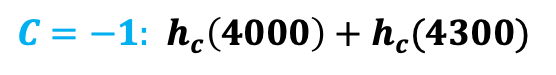 C = −1: h_c(4000) + h_c(4300)